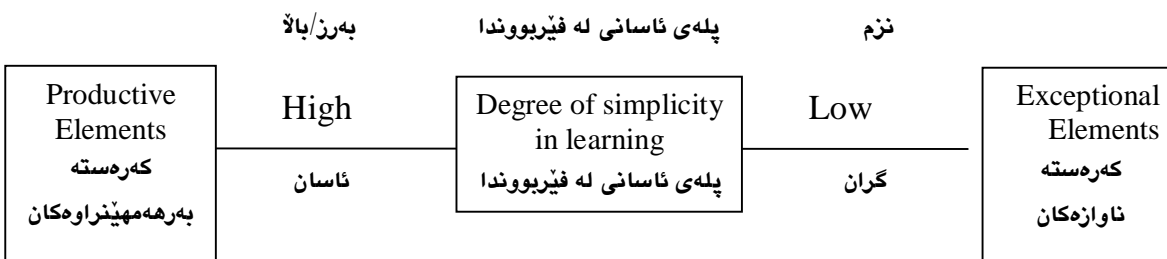 بەرز/باڵا
پلەی ئاسانی لە فێربووندا
نزم
Productive
Elements
کەرەستە
بەرهەمهێنراوەکان
High
ئاسان
Degree of simplicity
in learning
پلەی ئاسانی لە فێربووندا
Low
گران
Exceptional
Elements
کەرەستە
ناوازەکان